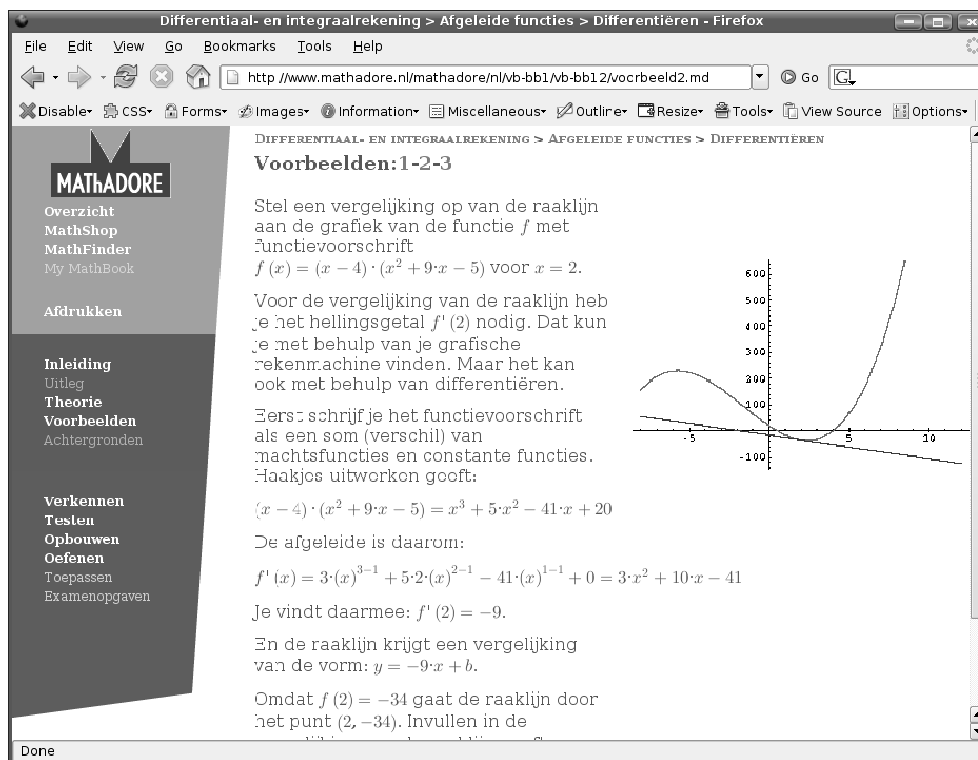 Differentiaal- en integraalrekening > Afgeleide functies > Differentiëren - Firefox
File Edit View Go Bookmarks Tools Help
http://www.mathadore.nl/mathadore/nl/vb-bb1/vb-bb12/voorbeeld2.md Go G
Disable CSS Forms Images Information Miscellaneous Outline Resize Tools View Source Options
MATHADORE
Overzicht
MathShop
MathFinder
My MathBook
Afdrukken
Inleiding
Uitleg
Theorie
Voorbeelden
Achtergronden
Verkennen
Testen
Opbouwen
Oefenen
Toepassen
Examenopgaven
DIFFERENTIAAL- EN INTEGRAALREKENING > AFGELEIDE FUNCTIES > DIFFERENTIËREN
Voorbeelden:1-2-3
Stel een vergelijking op van de raaklijn
aan de grafiek van de functie f met
functievoorschrift
f (x) = (x − 4) · (x² + 9·x − 5) voor x = 2.
Voor de vergelijking van de raaklijn heb
je het hellingsgetal f' (2) nodig. Dat kun
je met behulp van je grafische
rekenmachine vinden. Maar het kan
ook met behulp van differentiëren.
Eerst schrijf je het functievoorschrift
als een som (verschil) van
machtsfuncties en constante functies.
Haakjes uitwerken geeft:
(x − 4) · (x² + 9·x − 5) = x³ + 5·x² − 41·x + 20
De afgeleide is daarom:
f' (x) = 3·(x)³⁻¹ + 5·2·(x)²⁻¹ − 41·(x)¹⁻¹ + 0 = 3·x² + 10·x − 41
Je vindt daarmee: f' (2) = −9.
En de raaklijn krijgt een vergelijking
van de vorm: y = −9·x + b.
Omdat f (2) = −34 gaat de raaklijn door
het punt (2, −34). Invullen in de
600
500
400
300
200
100
-100
-5 0 5 10
Done